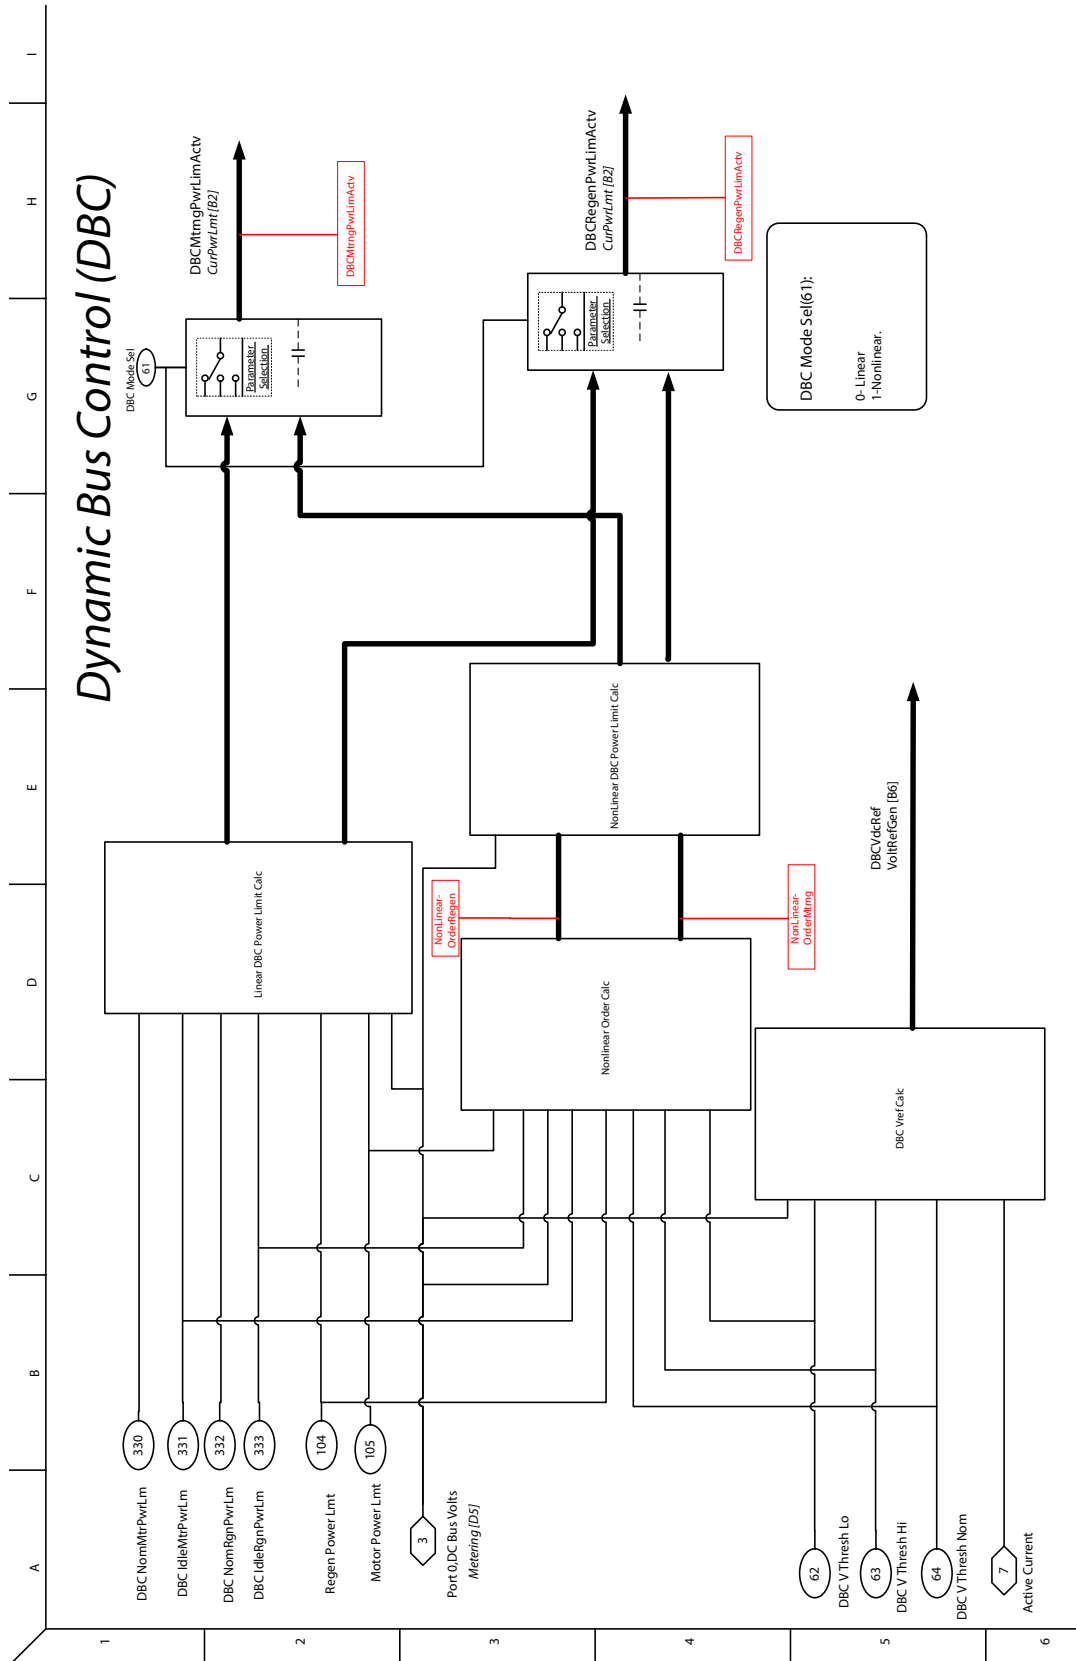 Dynamic Bus Control (DBC)
A
B
C
D
E
F
G
H
I
1
2
3
4
5
6
330
DBC NomMtrPwrLm
331
DBC IdleMtrPwrLm
332
DBC NomRgnPwrLm
333
DBC IdleRgnPwrLm
104
Regen Power Lmt
105
Motor Power Lmt
3
Port 0,DC Bus Volts
Metering [D5]
62
DBC V Thresh Lo
63
DBC V Thresh Hi
64
DBC V Thresh Nom
7
Active Current
Linear DBC Power Limit Calc
Nonlinear Order Calc
DBC Vref Calc
NonLinear-
OrderRegen
NonLinear-
OrderMtrng
NonLinear DBC Power Limit Calc
DBCVdcRef
VoltRefGen [B6]
DBC Mode Sel
61
Parameter
Selection
Parameter
Selection
DBCMtrngPwrLimActv
CurPwrLmt [B2]
DBCMtrngPwrLimActv
DBCRegenPwrLimActv
CurPwrLmt [B2]
DBCRegenPwrLimActv
DBC Mode Sel(61):
0- Linear
1-Nonlinear.